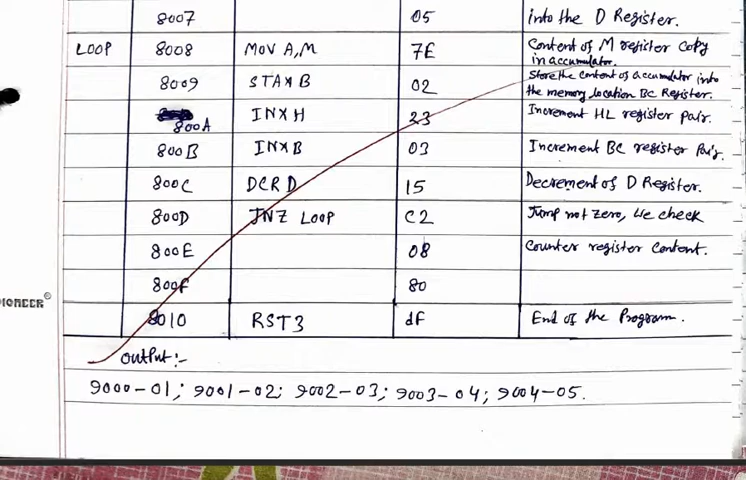 8007 05 into the D Register.
LOOP 8008 MOV A,M 7E Content of M register Copy
in accumulator.
8009 STAX B 02 Store the content of accumulator into
the memory location BC Register.
800A INX H 23 Increment HL register pair.
800B INX B 03 Increment BC register pair.
800C DCR D 15 Decrement of D Register.
800D JNZ LOOP C2 Jump not zero, we check
800E 08 Counter register content.
800F 80
8010 RST3 df End of the Program.
IONEER®
Output:-
9000-01; 9001-02; 9002-03; 9003-04; 9004-05.